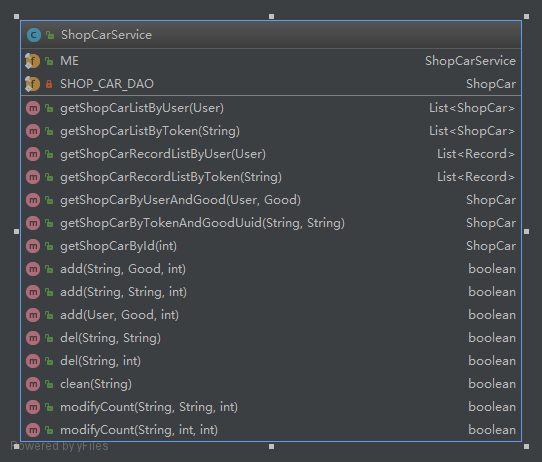 ShopCarService
ME ShopCarService
SHOP_CAR_DAO ShopCar
getShopCarListByUser(User) List<ShopCar>
getShopCarListByToken(String) List<ShopCar>
getShopCarRecordListByUser(User) List<Record>
getShopCarRecordListByToken(String) List<Record>
getShopCarByUserAndGood(User, Good) ShopCar
getShopCarByTokenAndGoodUuid(String, String) ShopCar
getShopCarById(int) ShopCar
add(String, Good, int) boolean
add(String, String, int) boolean
add(User, Good, int) boolean
del(String, String) boolean
del(String, int) boolean
clean(String) boolean
modifyCount(String, String, int) boolean
modifyCount(String, int, int) boolean
Powered by yFiles